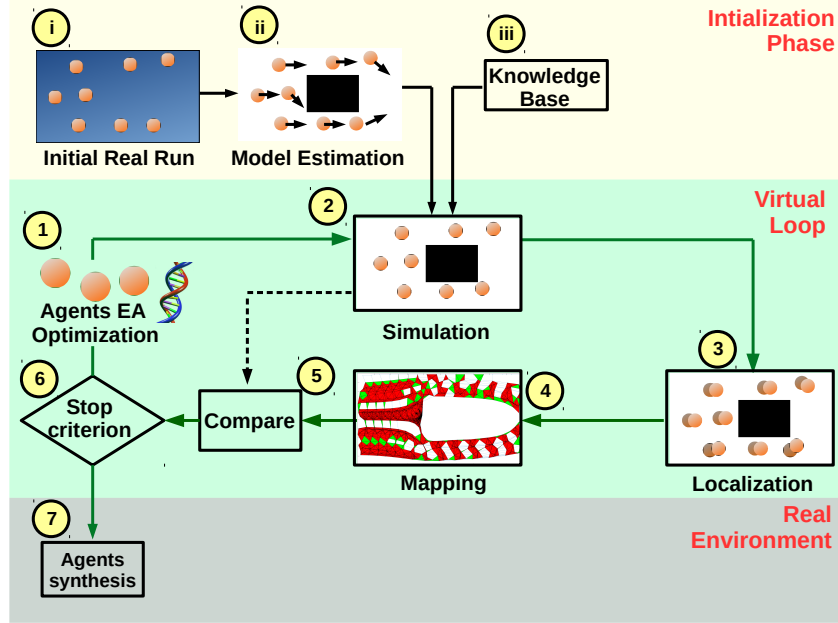 i
ii
iii
Intialization
Phase
Knowledge
Base
Initial Real Run
Model Estimation
Virtual
Loop
1
2
Agents EA
Optimization
Simulation
3
6
5
4
Stop
criterion
Compare
Mapping
Localization
Real
Environment
7
Agents
synthesis